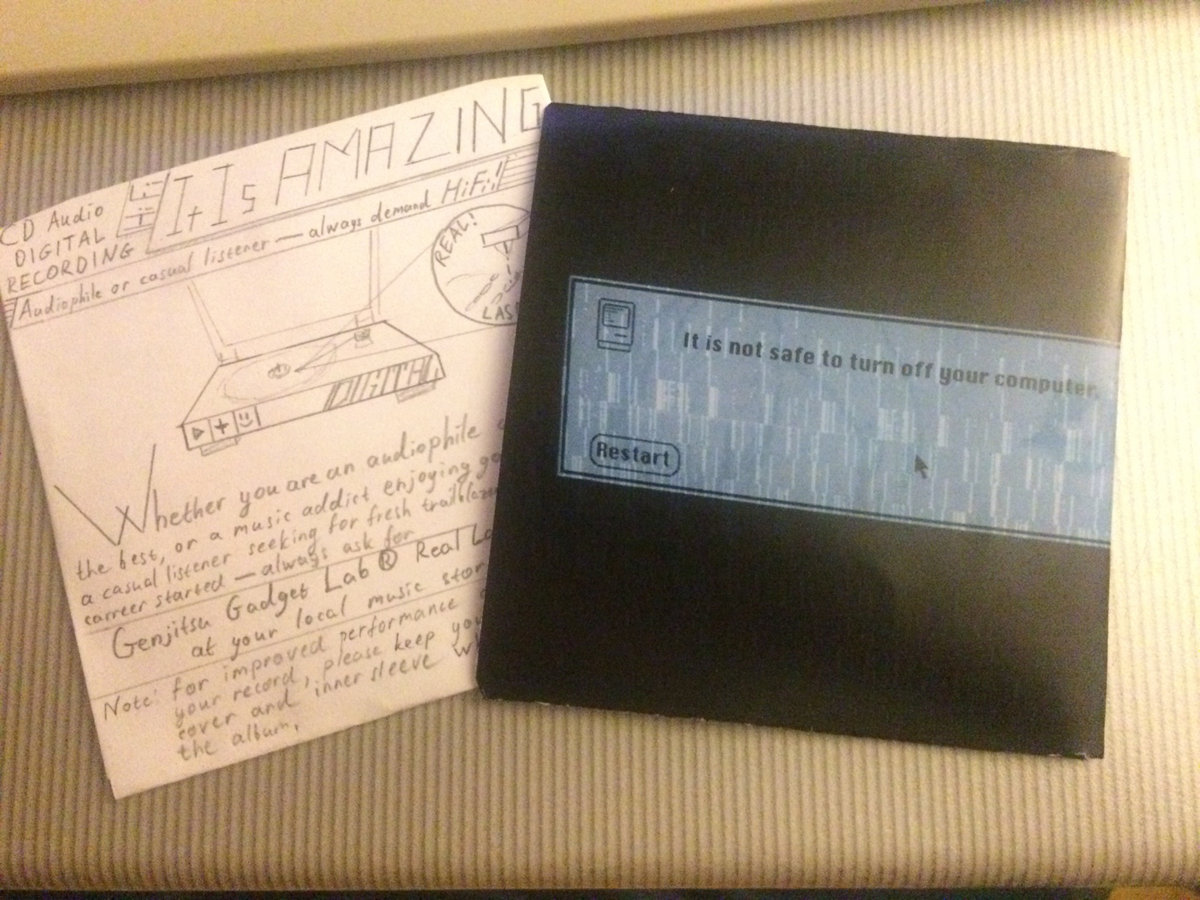 CD Audio
DIGITAL
RECORDING
It Is AMAZING
Audiophile or casual listener — always demand HiFi!
REAL!
LAS
DIGITAL
Whether you are an audiophile
the best, or a music addict enjoying
a casual listener seeking for fresh
carreer started — always ask for
Genjitsu Gadget Lab ® Real
at your local music
Note: for improved performance
your record, please keep
cover and inner sleeve
the album.
It is not safe to turn off your computer.
Restart